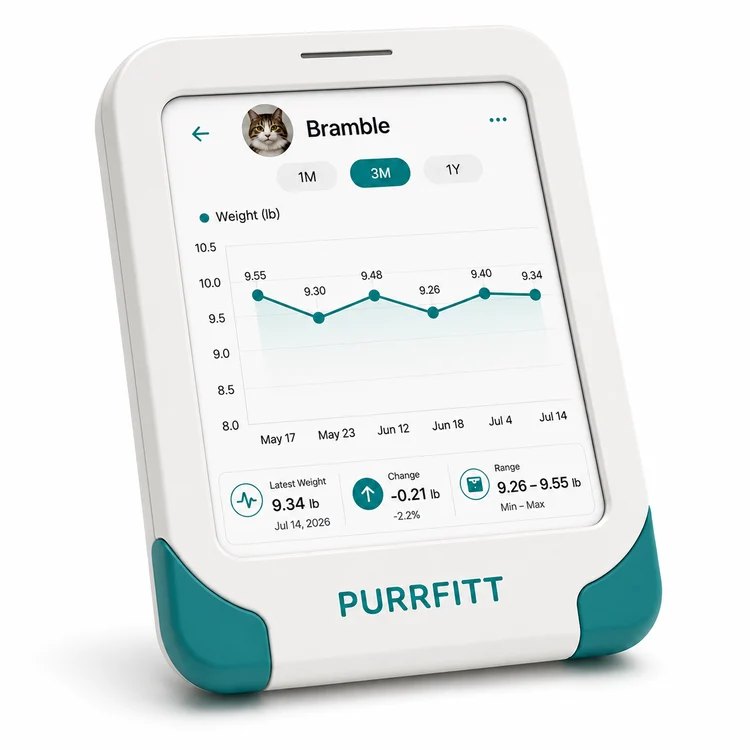 Bramble
1M 3M 1Y
Weight (lb)
10.5
10.0
9.5
9.0
8.5
8.0
9.55 9.30 9.48 9.26 9.40 9.34
May 17 May 23 Jun 12 Jun 18 Jul 4 Jul 14
Latest Weight
9.34 lb
Jul 14, 2026
Change
-0.21 lb
-2.2%
Range
9.26 – 9.55 lb
Min – Max
PURRFITT